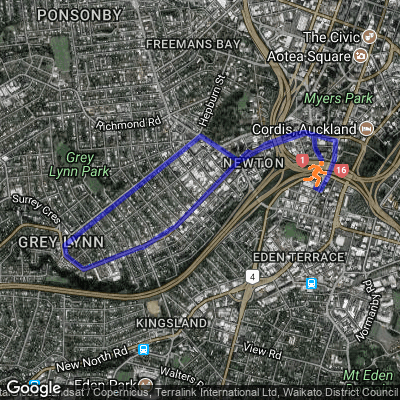 PONSONBY
FREEMANS BAY
The Civic
Aotea Square
Hepburn St
Myers Park
Richmond Rd
Cordis, Auckland
Grey
Lynn Park
NEWTON
1
16
Surrey Cres
GREY LYNN
EDEN TERRACE
4
Normanby Rd
KINGSLAND
New North Rd
View Rd
Mt Eden
Walters
Eden Park
Google
/ Copernicus, Terralink International Ltd, Waikato District Council